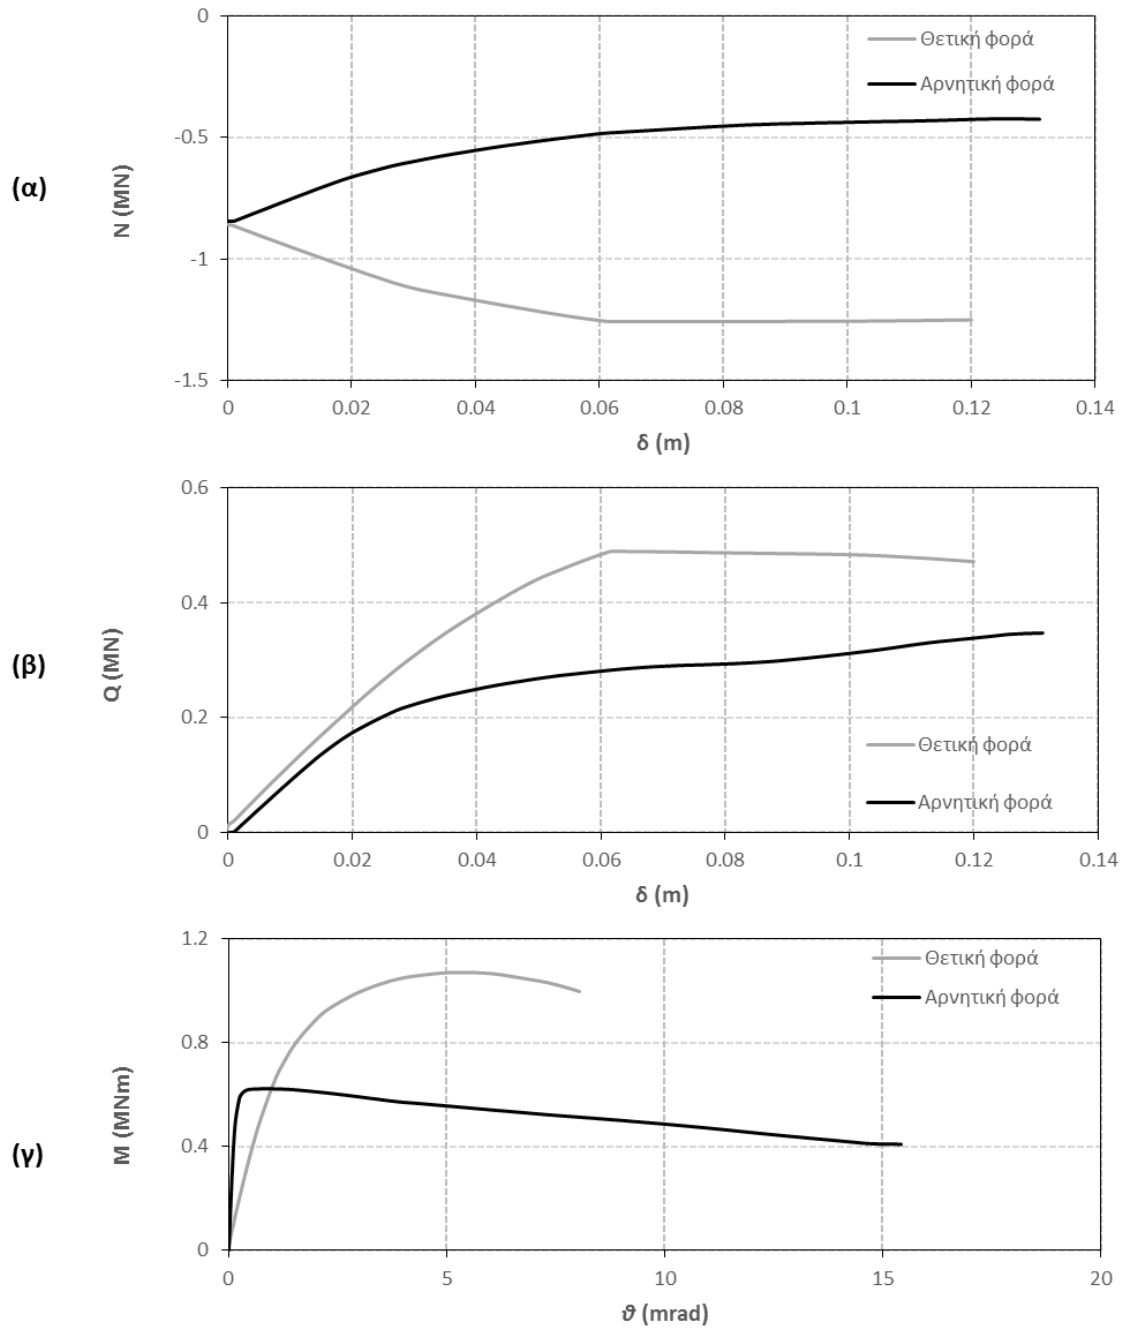 0
-0.5
-1
-1.5
N (MN)
(α)
Θετική φορά
Αρνητική φορά
0 0.02 0.04 0.06 0.08 0.1 0.12 0.14
δ (m)
0.6
0.4
0.2
0
Q (MN)
(β)
Θετική φορά
Αρνητική φορά
0 0.02 0.04 0.06 0.08 0.1 0.12 0.14
δ (m)
1.2
0.8
0.4
0
M (MNm)
(γ)
Θετική φορά
Αρνητική φορά
0 5 10 15 20
ϑ (mrad)